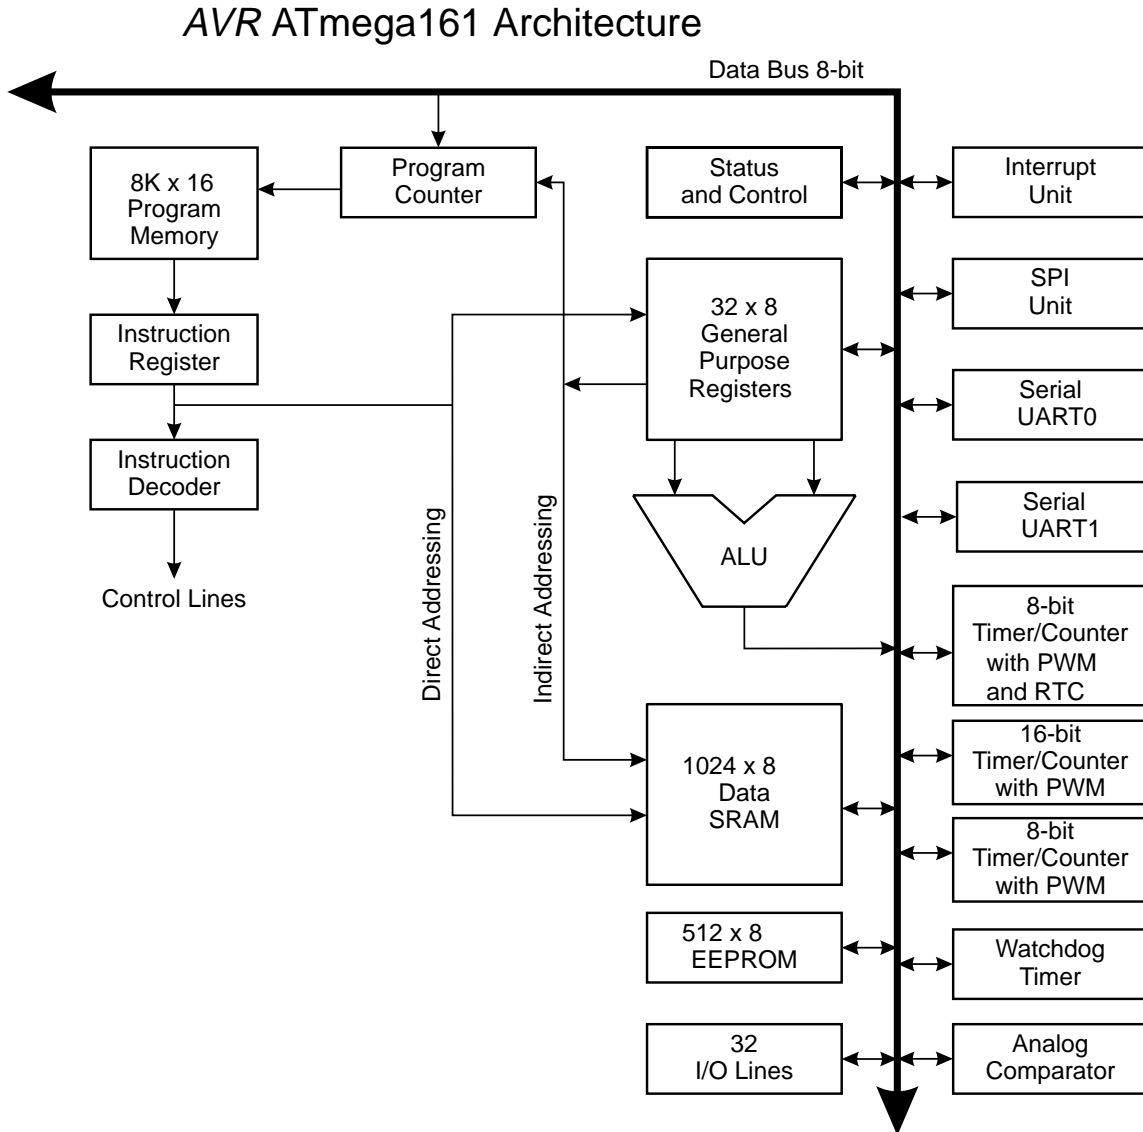 AVR ATmega161 Architecture
Data Bus 8-bit
8K x 16
Program
Memory
Program
Counter
Status
and Control
Interrupt
Unit
32 x 8
General
Purpose
Registers
SPI
Unit
Instruction
Register
Serial
UART0
Instruction
Decoder
Serial
UART1
ALU
Control Lines
Direct Addressing
Indirect Addressing
8-bit
Timer/Counter
with PWM
and RTC
1024 x 8
Data
SRAM
16-bit
Timer/Counter
with PWM
8-bit
Timer/Counter
with PWM
512 x 8
EEPROM
Watchdog
Timer
32
I/O Lines
Analog
Comparator